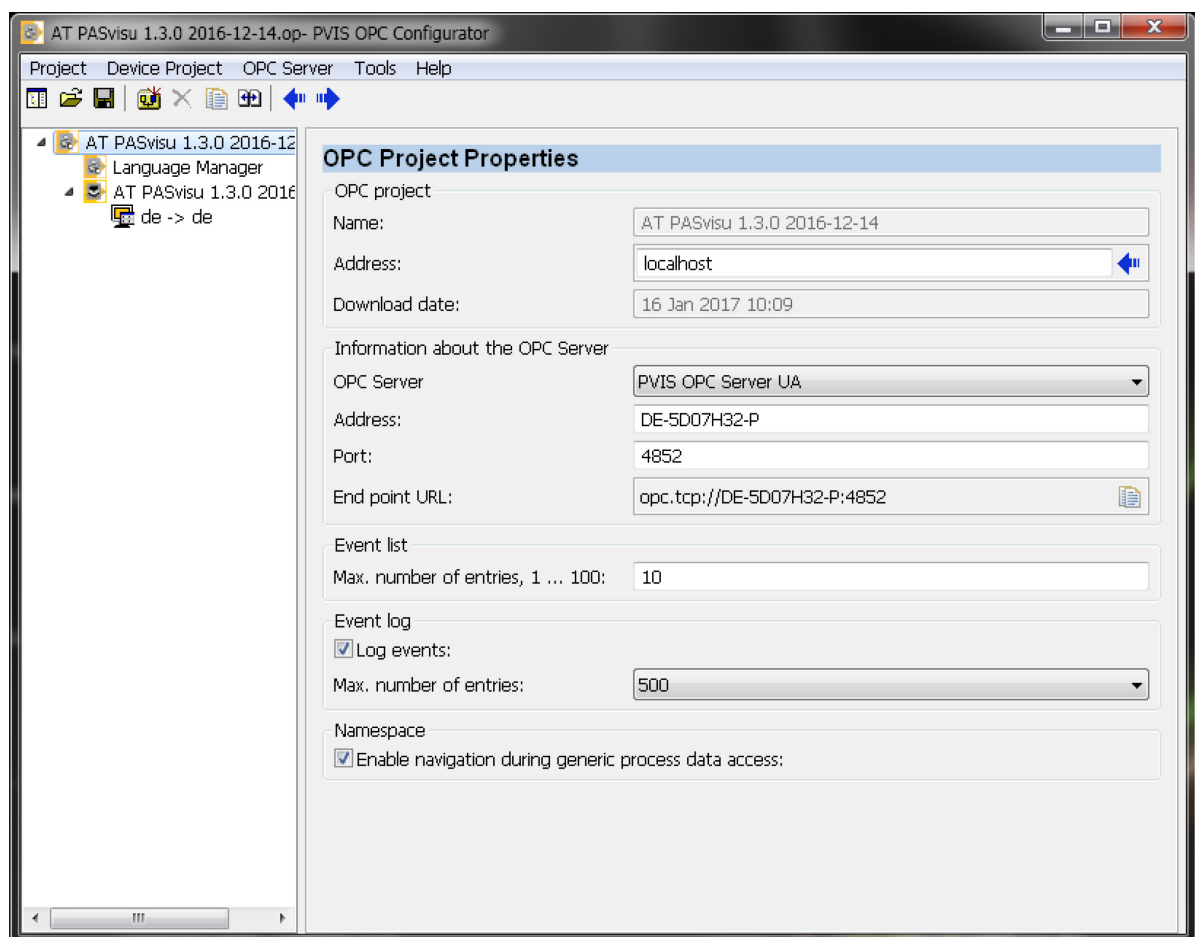 AT PASvisu 1.3.0 2016-12-14.op- PVIS OPC Configurator
Project Device Project OPC Server Tools Help
AT PASvisu 1.3.0 2016-12
Language Manager
AT PASvisu 1.3.0 2016
de -> de
OPC Project Properties
OPC project
Name: AT PASvisu 1.3.0 2016-12-14
Address: localhost
Download date: 16 Jan 2017 10:09
Information about the OPC Server
OPC Server PVIS OPC Server UA
Address: DE-5D07H32-P
Port: 4852
End point URL: opc.tcp://DE-5D07H32-P:4852
Event list
Max. number of entries, 1 ... 100: 10
Event log
Log events:
Max. number of entries: 500
Namespace
Enable navigation during generic process data access: